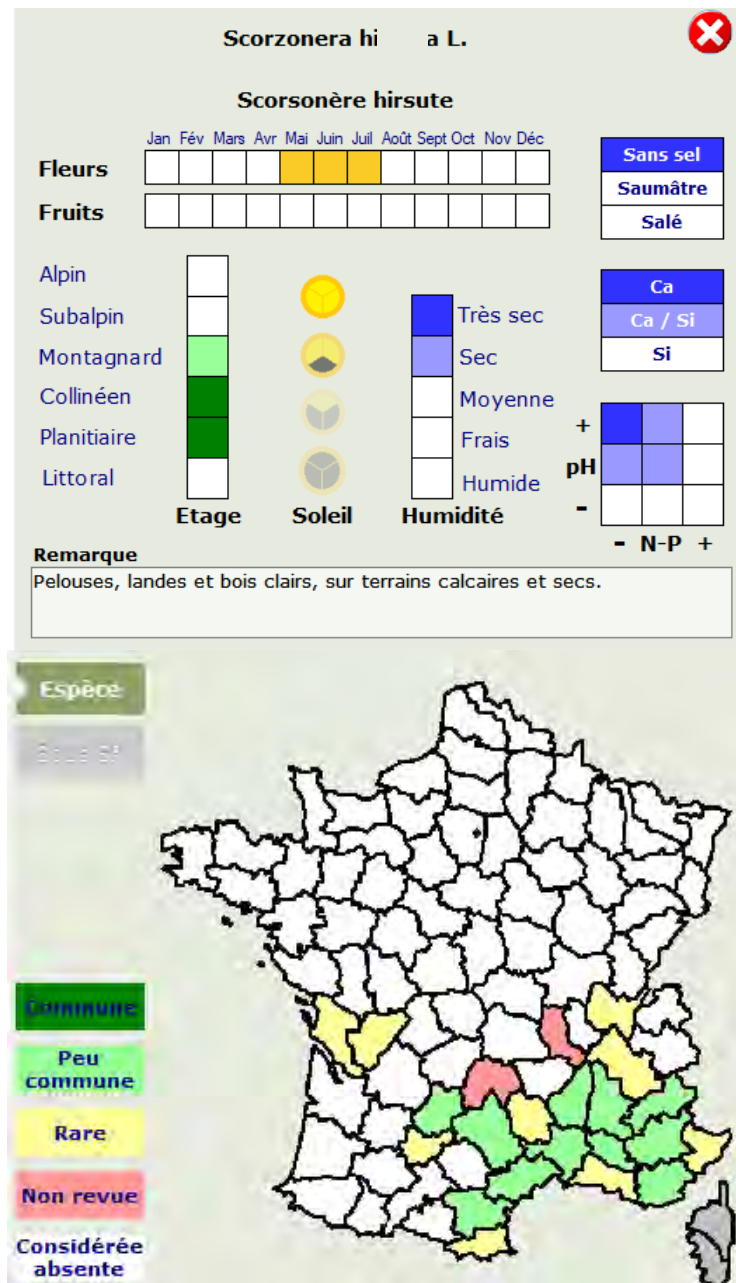 Scorzonera hi a L.
Scorsonère hirsute
Jan Fév Mars Avr Mai Juin Juil Août Sept Oct Nov Déc
Fleurs
Fruits
Sans sel
Saumâtre
Salé
Alpin
Subalpin
Montagnard
Collinéen
Planitiaire
Littoral
Très sec
Sec
Moyenne
Frais
Humide
Ca
Ca / Si
Si
+
pH
-
- N-P +
Etage Soleil Humidité
Remarque
Pelouses, landes et bois clairs, sur terrains calcaires et secs.
Espèce
Commune
Peu
commune
Rare
Non revue
Considérée
absente